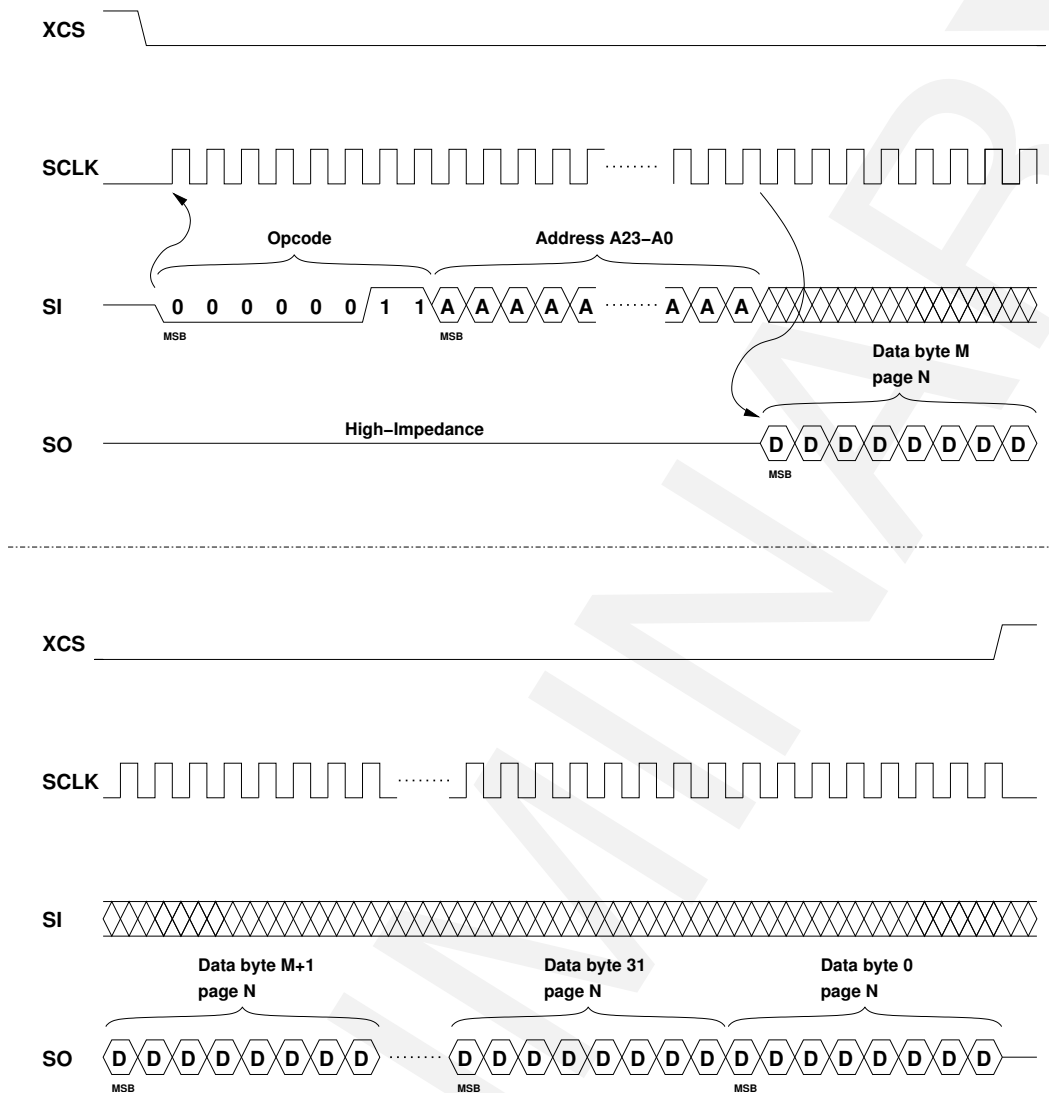 XCS
SCLK
Opcode
Address A23–A0
SI
0 0 0 0 0 0 1 1 A A A A A A A A
MSB
MSB
Data byte M
page N
High–Impedance
SO
D D D D D D D D
MSB
XCS
SCLK
SI
Data byte M+1
page N
Data byte 31
page N
Data byte 0
page N
SO
D D D D D D D D D D D D D D D D D D D D D D D D
MSB
MSB
MSB